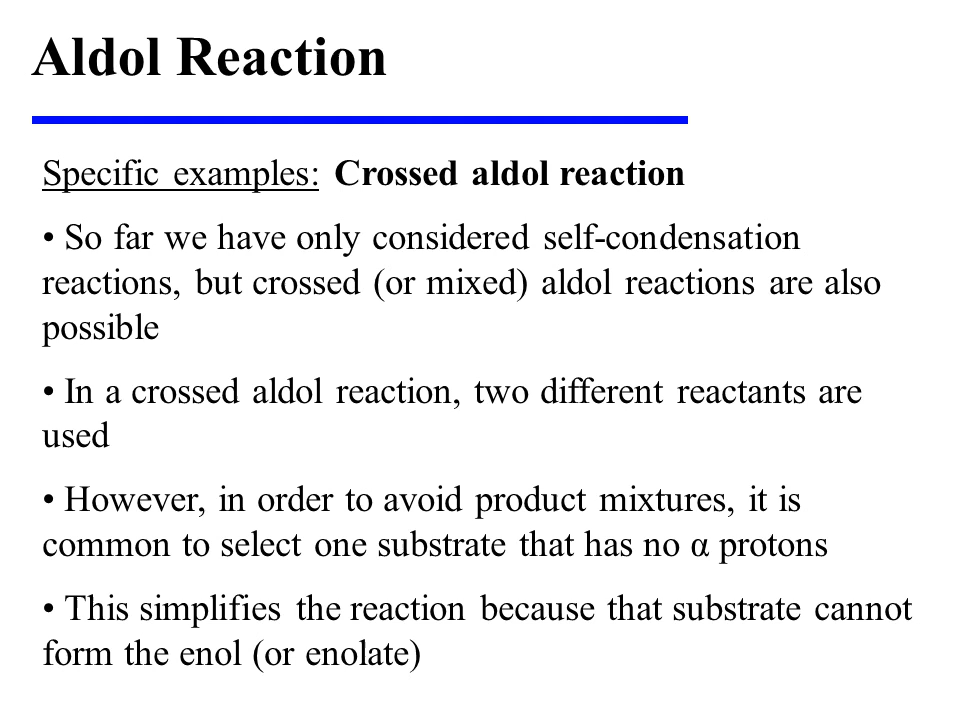 Aldol Reaction
Specific examples: Crossed aldol reaction
• So far we have only considered self-condensation
reactions, but crossed (or mixed) aldol reactions are also
possible
• In a crossed aldol reaction, two different reactants are
used
• However, in order to avoid product mixtures, it is
common to select one substrate that has no α protons
• This simplifies the reaction because that substrate cannot
form the enol (or enolate)